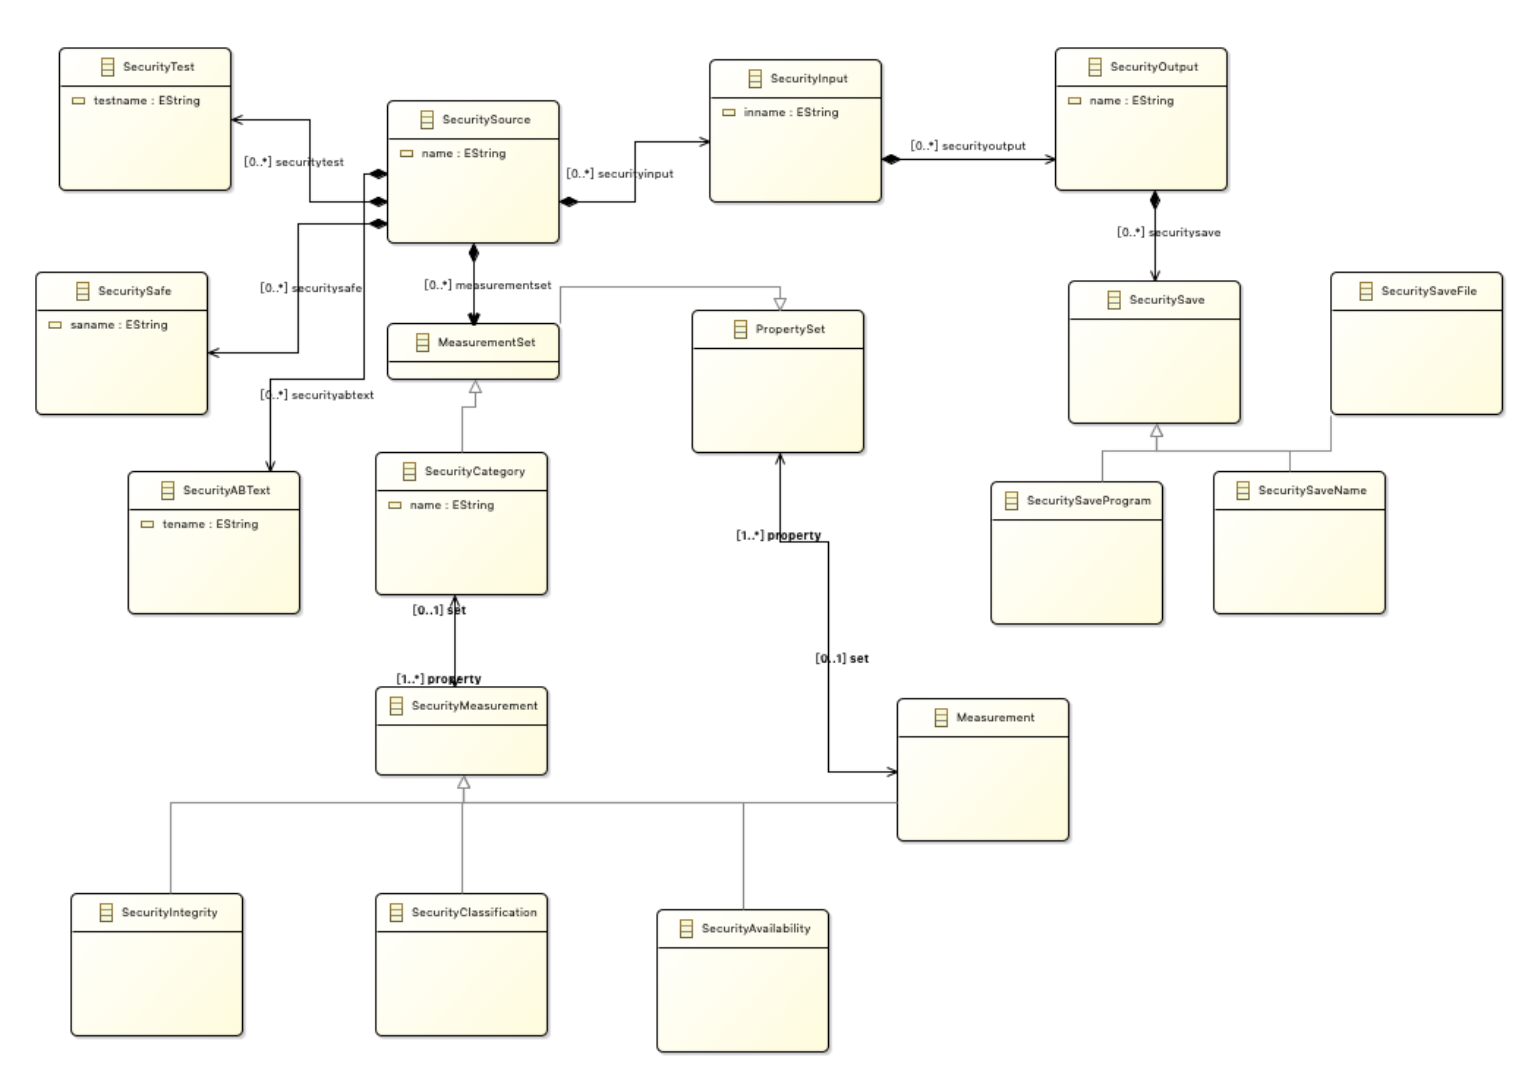 SecurityTest
testname : EString
SecuritySource
name : EString
SecurityInput
inname : EString
SecurityOutput
name : EString
[0..*] securitytest
[0..*] securityinput
[0..*] securityoutput
[0..*] securitysave
SecuritySafe
saname : EString
[0..*] securitysafe
[0..*] measurementset
MeasurementSet
PropertySet
SecuritySave
SecuritySaveFile
[0..*] securityabtext
SecurityABText
tename : EString
SecurityCategory
name : EString
SecuritySaveProgram
SecuritySaveName
[1..*] property
[0..1] set
[0..1] set
[1..*] property
SecurityMeasurement
Measurement
SecurityIntegrity
SecurityClassification
SecurityAvailability